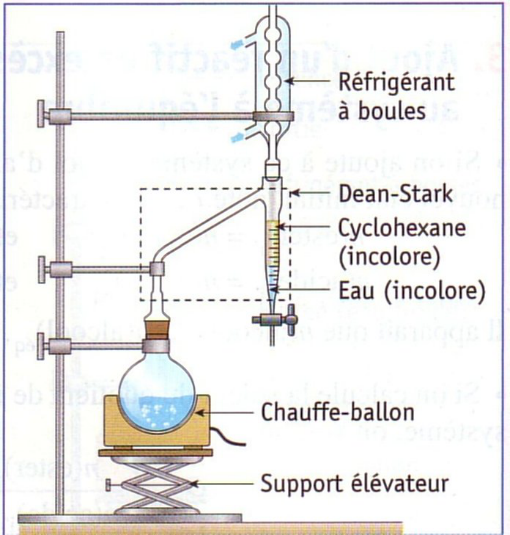 Réfrigérant
à boules
Dean-Stark
Cyclohexane
(incolore)
Eau (incolore)
Chauffe-ballon
Support élévateur